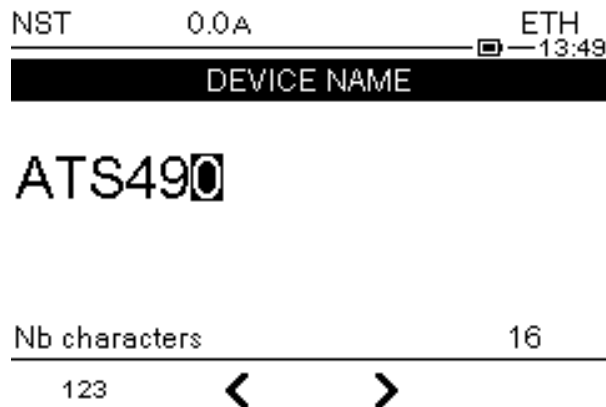 NST 0.0A ETH
13:49
DEVICE NAME
ATS490
Nb characters 16
123 < >